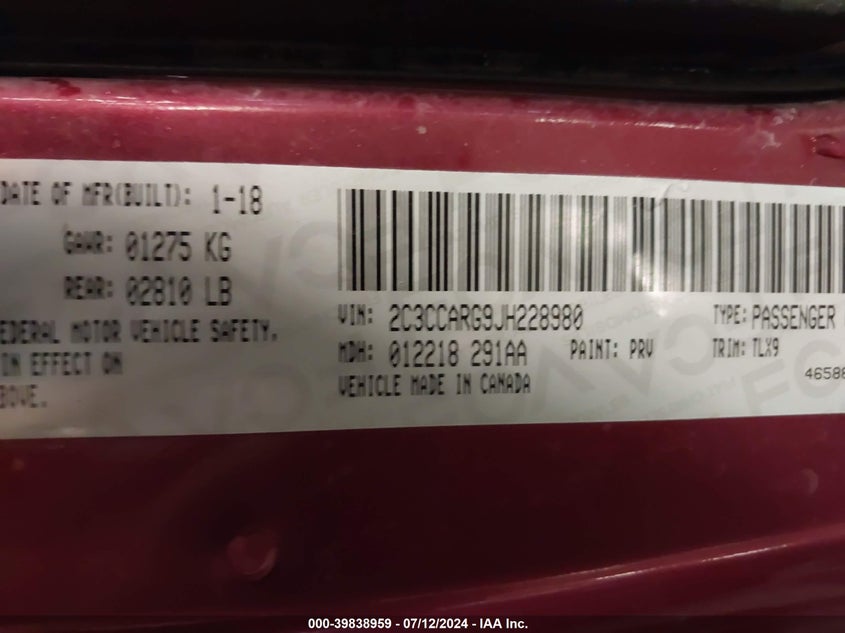 DATE OF MFR(BUILT): 1-18
GAWR: 01275 KG
REAR: 02810 LB
FEDERAL MOTOR VEHICLE SAFETY.
IN EFFECT ON
BOVE.
VIN: 2C3CCARG9JH228980 TYPE: PASSENGER
MDH: 012218 291AA PAINT: PRV TRIM: TLX9
VEHICLE MADE IN CANADA 46588
000-39838959 - 07/12/2024 - IAA Inc.